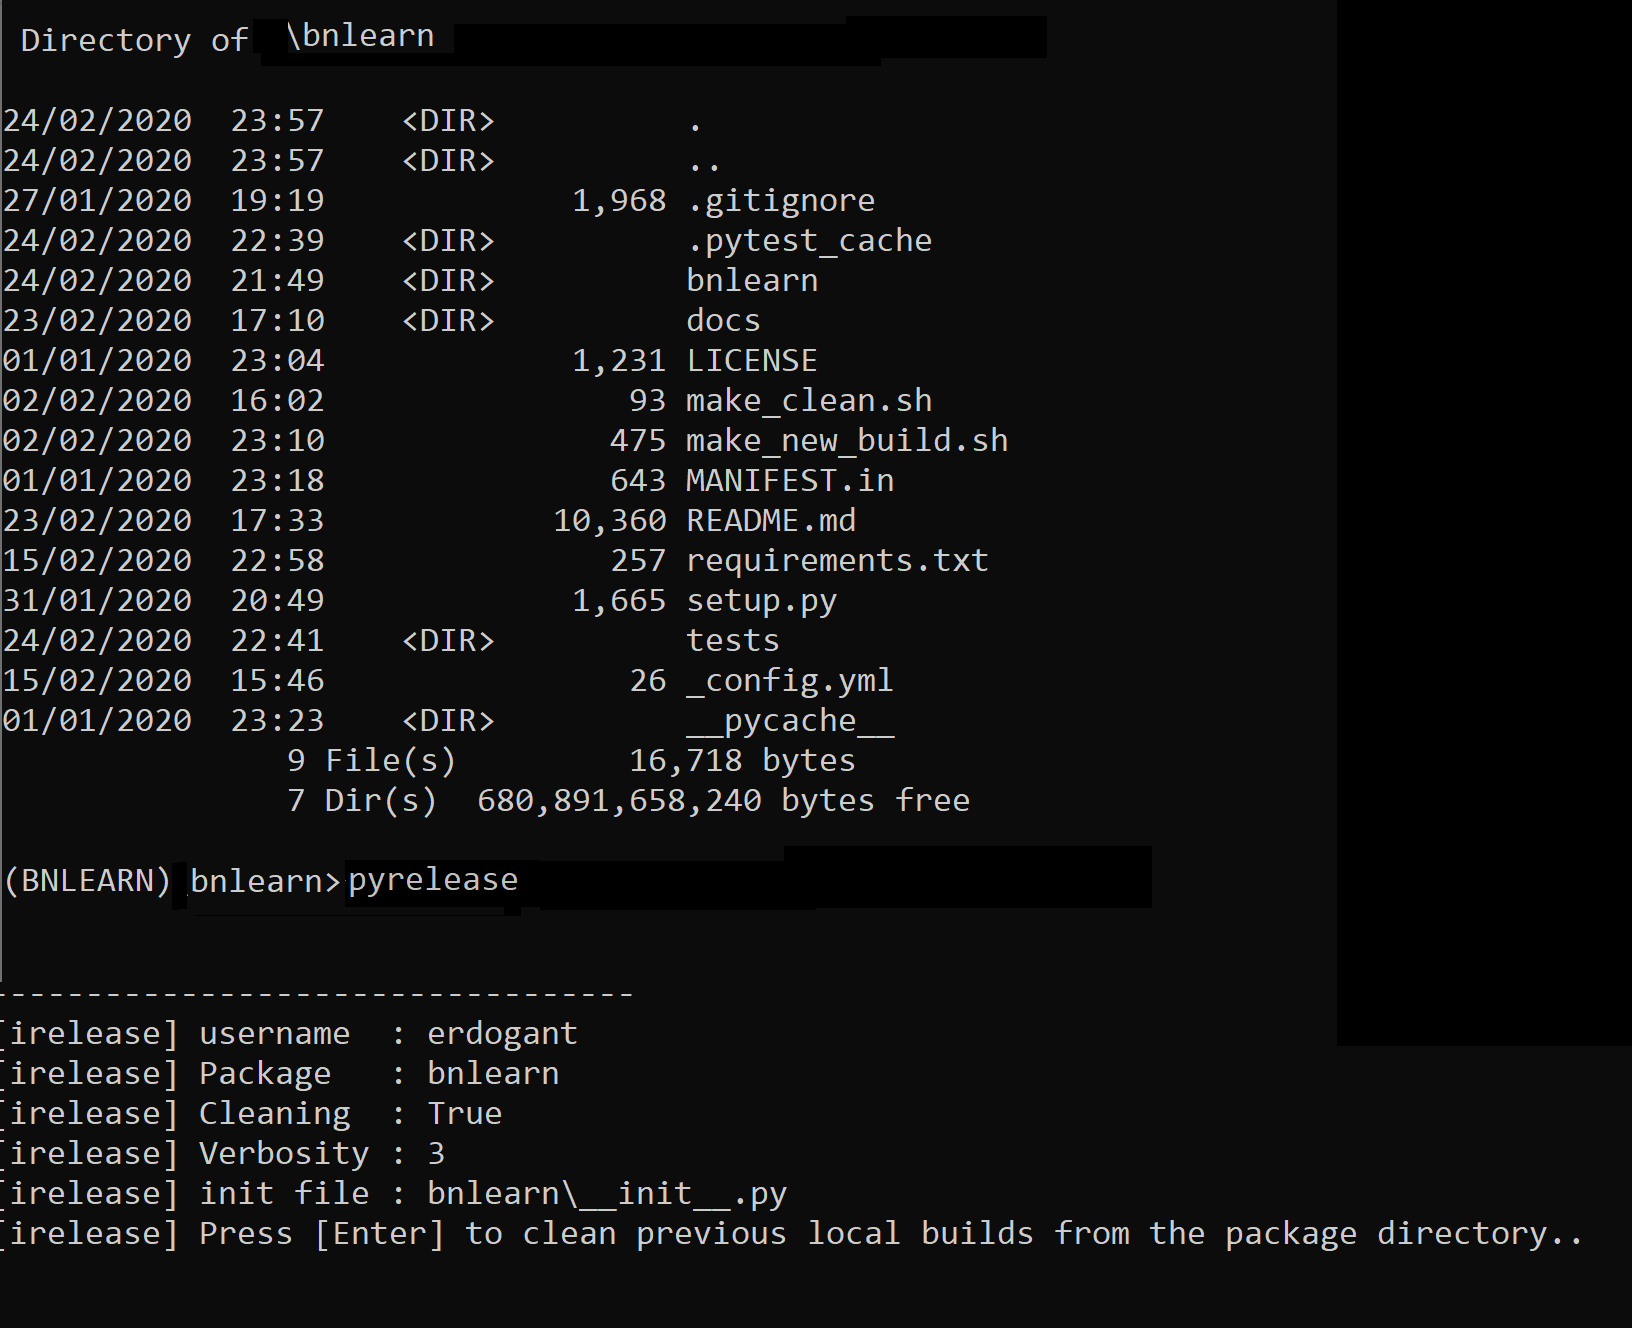 Directory of \bnlearn
24/02/2020  23:57    <DIR>          .
24/02/2020  23:57    <DIR>          ..
27/01/2020  19:19             1,968 .gitignore
24/02/2020  22:39    <DIR>          .pytest_cache
24/02/2020  21:49    <DIR>          bnlearn
23/02/2020  17:10    <DIR>          docs
01/01/2020  23:04             1,231 LICENSE
02/02/2020  16:02                93 make_clean.sh
02/02/2020  23:10               475 make_new_build.sh
01/01/2020  23:18               643 MANIFEST.in
23/02/2020  17:33            10,360 README.md
15/02/2020  22:58               257 requirements.txt
31/01/2020  20:49             1,665 setup.py
24/02/2020  22:41    <DIR>          tests
15/02/2020  15:46                26 _config.yml
01/01/2020  23:23    <DIR>          __pycache__
               9 File(s)         16,718 bytes
               7 Dir(s)  680,891,658,240 bytes free
(BNLEARN) bnlearn>pyrelease
----------------------------------
[irelease] username  : erdogant
[irelease] Package   : bnlearn
[irelease] Cleaning  : True
[irelease] Verbosity : 3
[irelease] init file : bnlearn\__init__.py
[irelease] Press [Enter] to clean previous local builds from the package directory..